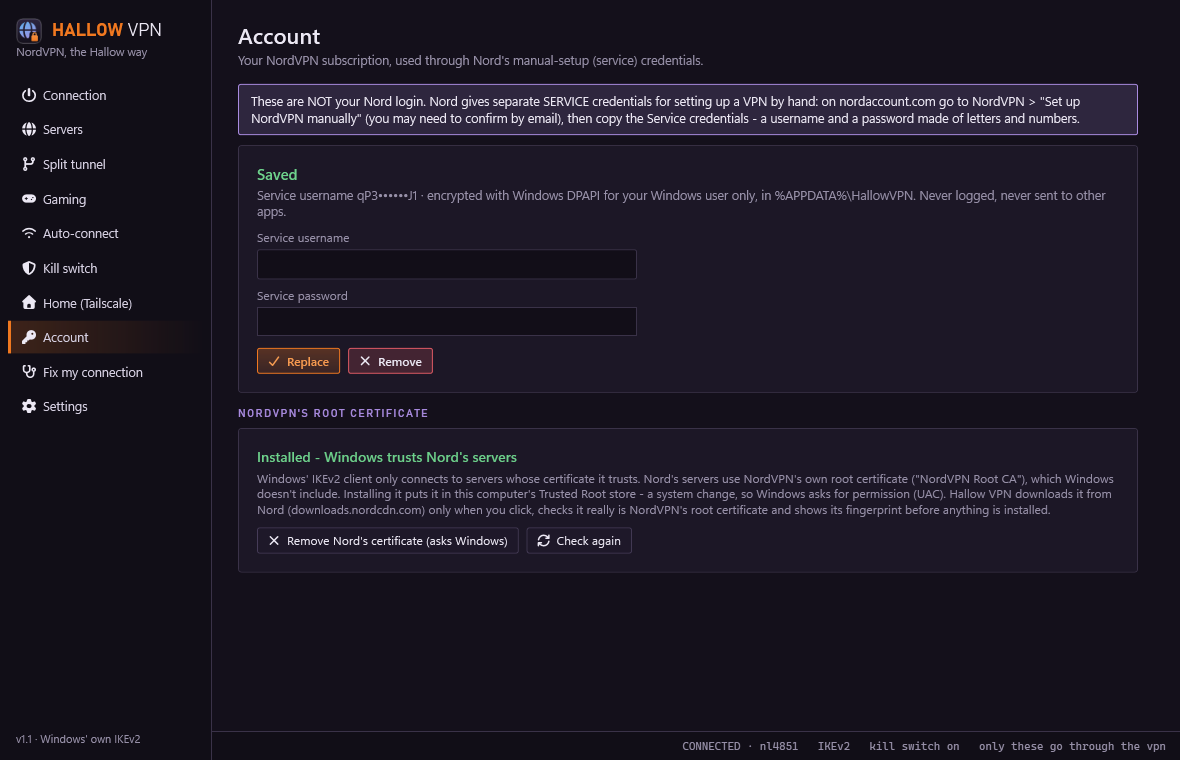 HALLOW VPN
NordVPN, the Hallow way
Connection
Servers
Split tunnel
Gaming
Auto-connect
Kill switch
Home (Tailscale)
Account
Fix my connection
Settings
v1.1 · Windows' own IKEv2
Account
Your NordVPN subscription, used through Nord's manual-setup (service) credentials.
These are NOT your Nord login. Nord gives separate SERVICE credentials for setting up a VPN by hand: on nordaccount.com go to NordVPN > "Set up
NordVPN manually" (you may need to confirm by email), then copy the Service credentials - a username and a password made of letters and numbers.
Saved
Service username qP3••••••J1 · encrypted with Windows DPAPI for your Windows user only, in %APPDATA%\HallowVPN. Never logged, never sent to other
apps.
Service username
Service password
Replace
Remove
NORDVPN'S ROOT CERTIFICATE
Installed - Windows trusts Nord's servers
Windows' IKEv2 client only connects to servers whose certificate it trusts. Nord's servers use NordVPN's own root certificate ("NordVPN Root CA"), which Windows
doesn't include. Installing it puts it in this computer's Trusted Root store - a system change, so Windows asks for permission (UAC). Hallow VPN downloads it from
Nord (downloads.nordcdn.com) only when you click, checks it really is NordVPN's root certificate and shows its fingerprint before anything is installed.
Remove Nord's certificate (asks Windows)
Check again
CONNECTED · nl4851 IKEv2 kill switch on only these go through the vpn